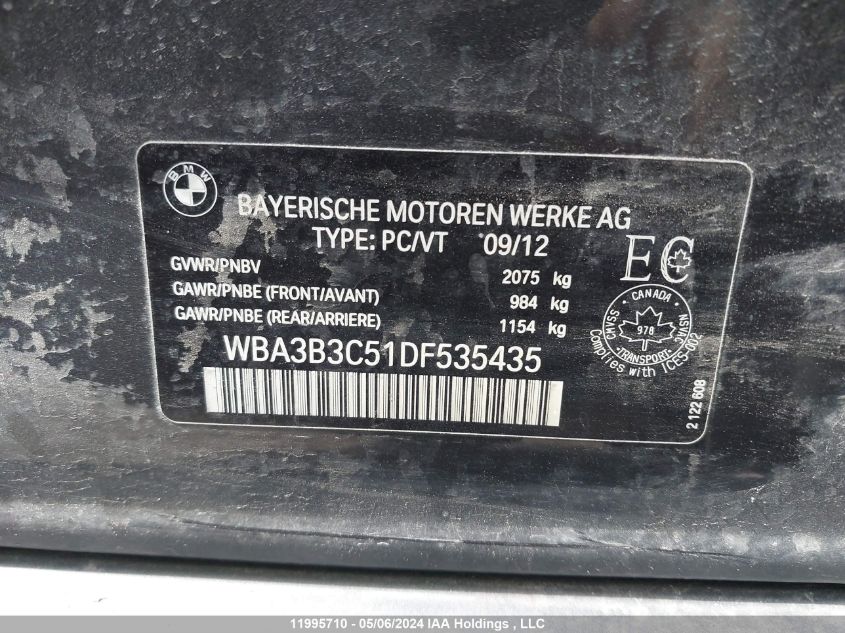 BMW
BAYERISCHE MOTOREN WERKE AG
TYPE: PC/VT 09/12
EC
GVWR/PNBV 2075 kg
GAWR/PNBE (FRONT/AVANT) 984 kg
GAWR/PNBE (REAR/ARRIERE) 1154 kg
CANADA
CMVSS
NSVAC
978
TRANSPORT
Complies with ICES-002
WBA3B3C51DF535435
2 122 608
11995710 - 05/06/2024 IAA Holdings , LLC